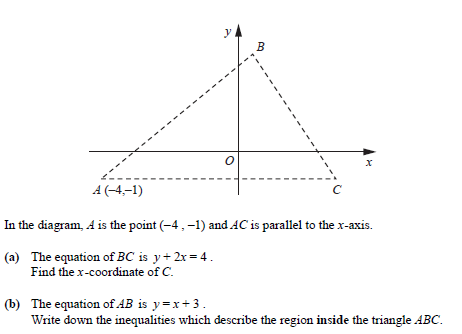 y
B
O
x
A (–4,–1)
C
In the diagram, A is the point (–4 , –1) and AC is parallel to the x-axis.
(a) The equation of BC is y + 2x = 4 .
Find the x-coordinate of C.
(b) The equation of AB is y = x + 3 .
Write down the inequalities which describe the region inside the triangle ABC.